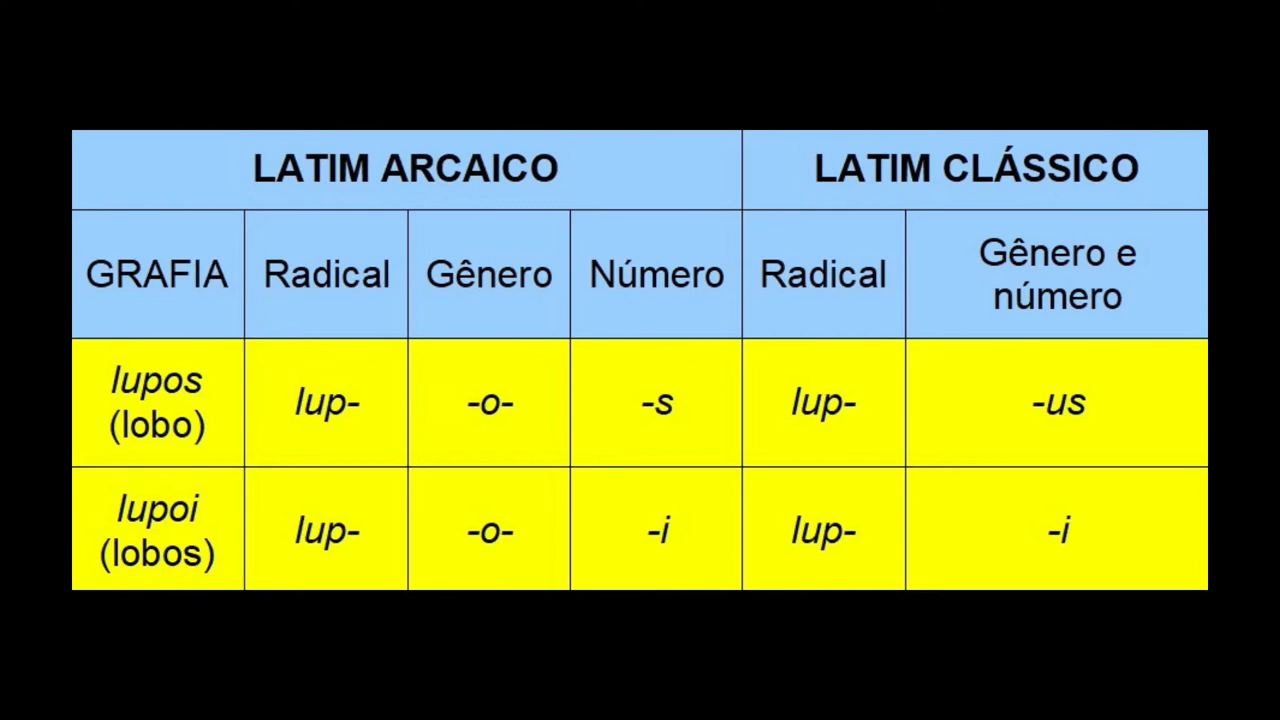 LATIM ARCAICO LATIM CLÁSSICO
GRAFIA Radical Gênero Número Radical Gênero e
número
lupos
(lobo) lup- -o- -s lup- -us
lupoi
(lobos) lup- -o- -i lup- -i